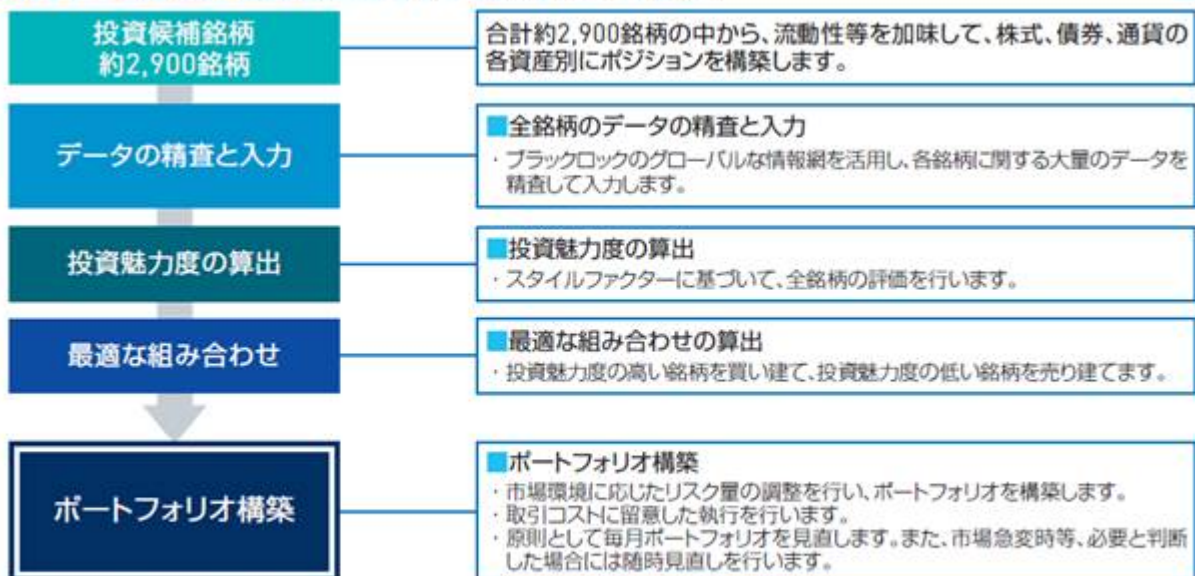 投資候補銘柄
約2,900銘柄
合計約2,900銘柄の中から、流動性等を加味して、株式、債券、通貨の
各資産別にポジションを構築します。
データの精査と入力
■全銘柄のデータの精査と入力
・ブラックロックのグローバルな情報網を活用し、各銘柄に関する大量のデータを
精査して入力します。
投資魅力度の算出
■投資魅力度の算出
・スタイルファクターに基づいて、全銘柄の評価を行います。
最適な組み合わせ
■最適な組み合わせの算出
・投資魅力度の高い銘柄を買い建て、投資魅力度の低い銘柄を売り建てます。
ポートフォリオ構築
■ポートフォリオ構築
・市場環境に応じたリスク量の調整を行い、ポートフォリオを構築します。
・取引コストに留意した執行を行います。
・原則として毎月ポートフォリオを見直します。また、市場急変時等、必要と判断
した場合には随時見直しを行います。